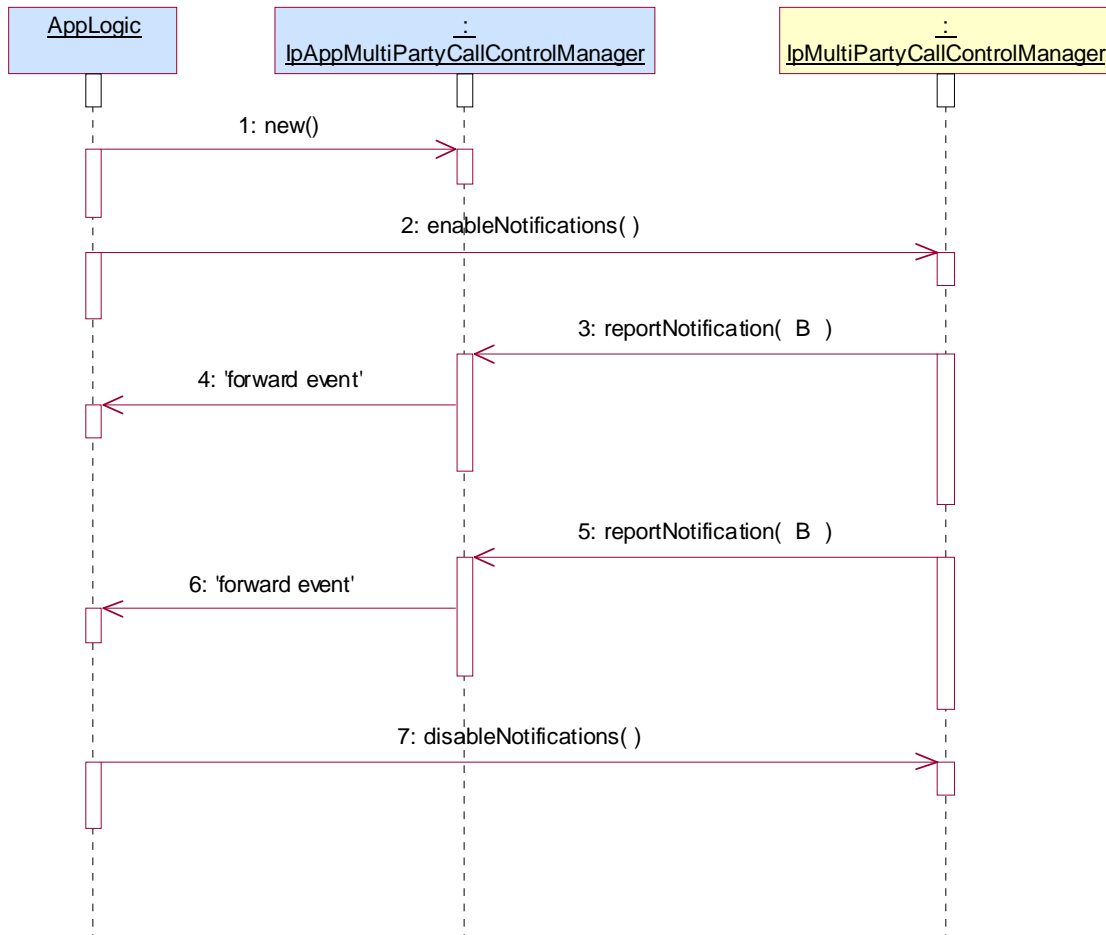 AppLogic
:
IpAppMultiPartyCallControlManager
:
IpMultiPartyCallControlManager
1: new()
2: enableNotifications( )
3: reportNotification( B )
4: 'forward event'
5: reportNotification( B )
6: 'forward event'
7: disableNotifications( )